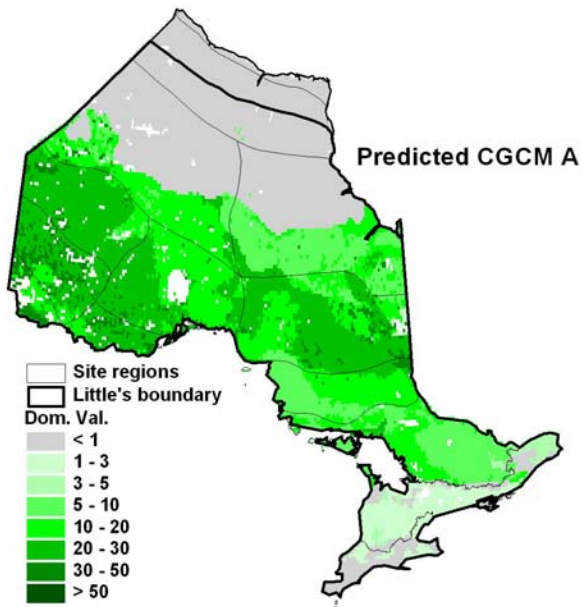 Predicted CGCM A
Site regions
Little's boundary
Dom. Val.
< 1
1 - 3
3 - 5
5 - 10
10 - 20
20 - 30
30 - 50
> 50